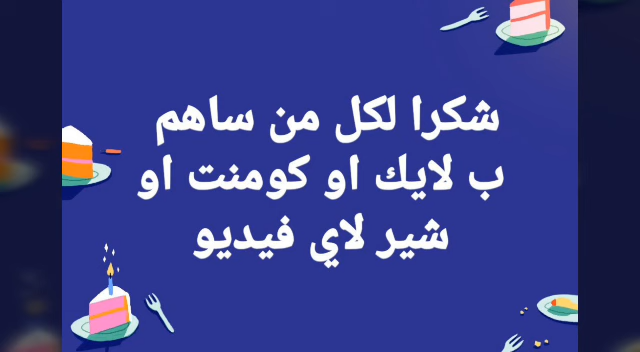 شكرا لكل من ساهم
ب لايك او كومنت او
شير لاي فيديو